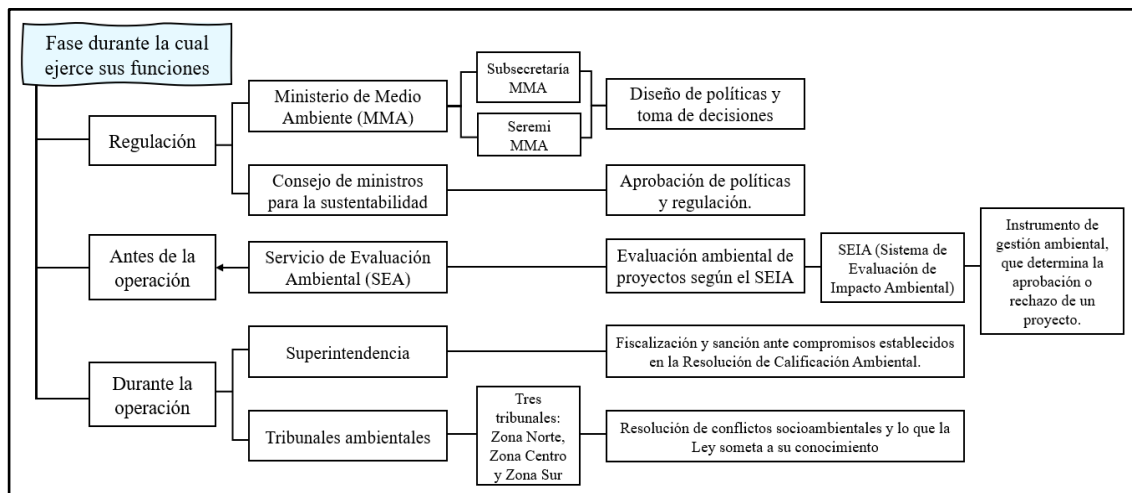 Fase durante la cual
ejerce sus funciones
Regulación
Ministerio de Medio
Ambiente (MMA)
Subsecretaría
MMA
Seremi
MMA
Diseño de políticas y
toma de decisiones
Consejo de ministros
para la sustentabilidad
Aprobación de políticas
y regulación.
Antes de la
operación
Servicio de Evaluación
Ambiental (SEA)
Evaluación ambiental de
proyectos según el SEIA
SEIA (Sistema de
Evaluación de
Impacto Ambiental)
Instrumento de
gestión ambiental,
que determina la
aprobación o
rechazo de un
proyecto.
Durante la
operación
Superintendencia
Fiscalización y sanción ante compromisos establecidos
en la Resolución de Calificación Ambiental.
Tribunales ambientales
Tres
tribunales:
Zona Norte,
Zona Centro
y Zona Sur
Resolución de conflictos socioambientales y lo que la
Ley someta a su conocimiento